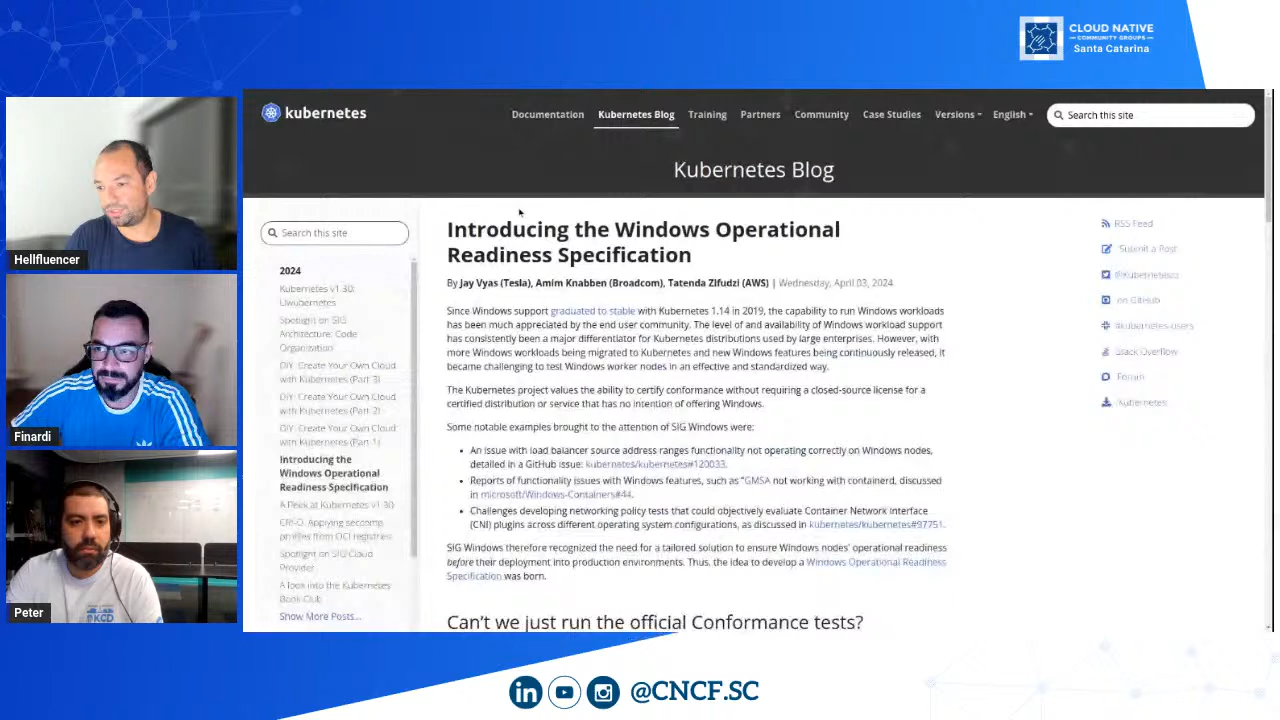 CLOUD NATIVE
COMMUNITY GROUPS
Santa Catarina
Hellfluencer
Finardi
Peter
KCD
kubernetes
Documentation
Kubernetes Blog
Training
Partners
Community
Case Studies
Versions
English
Search this site
Kubernetes Blog
Search this site
2024
Kubernetes v1.30:
Uwubernetes
Spotlight on SIG
Architecture: Code
Organization
DIY: Create Your Own Cloud
with Kubernetes (Part 3)
DIY: Create Your Own Cloud
with Kubernetes (Part 2)
DIY: Create Your Own Cloud
with Kubernetes (Part 1)
Introducing the
Windows Operational
Readiness Specification
A Peek at Kubernetes v1.30
CRI-O: Applying seccomp
profiles from OCI registries
Spotlight on SIG Cloud
Provider
A look into the Kubernetes
Book Club
Show More Posts...
Introducing the Windows Operational
Readiness Specification
By Jay Vyas (Tesla), Amim Knabben (Broadcom), Tatenda Zifudzi (AWS) | Wednesday, April 03, 2024
Since Windows support graduated to stable with Kubernetes 1.14 in 2019, the capability to run Windows workloads
has been much appreciated by the end user community. The level of and availability of Windows workload support
has consistently been a major differentiator for Kubernetes distributions used by large enterprises. However, with
more Windows workloads being migrated to Kubernetes and new Windows features being continuously released, it
became challenging to test Windows worker nodes in an effective and standardized way.
The Kubernetes project values the ability to certify conformance without requiring a closed-source license for a
certified distribution or service that has no intention of offering Windows.
Some notable examples brought to the attention of SIG Windows were:
• An issue with load balancer source address ranges functionality not operating correctly on Windows nodes,
detailed in a GitHub issue: kubernetes/kubernetes#120033.
• Reports of functionality issues with Windows features, such as "GMSA not working with containerd, discussed
in microsoft/Windows-Containers#44.
• Challenges developing networking policy tests that could objectively evaluate Container Network Interface
(CNI) plugins across different operating system configurations, as discussed in kubernetes/kubernetes#97751.
SIG Windows therefore recognized the need for a tailored solution to ensure Windows nodes' operational readiness
before their deployment into production environments. Thus, the idea to develop a Windows Operational Readiness
Specification was born.
Can't we just run the official Conformance tests?
RSS Feed
Submit a Post
@Kubernetesio
on GitHub
#kubernetes-users
Stack Overflow
Forum
Kubernetes
@CNCF.SC